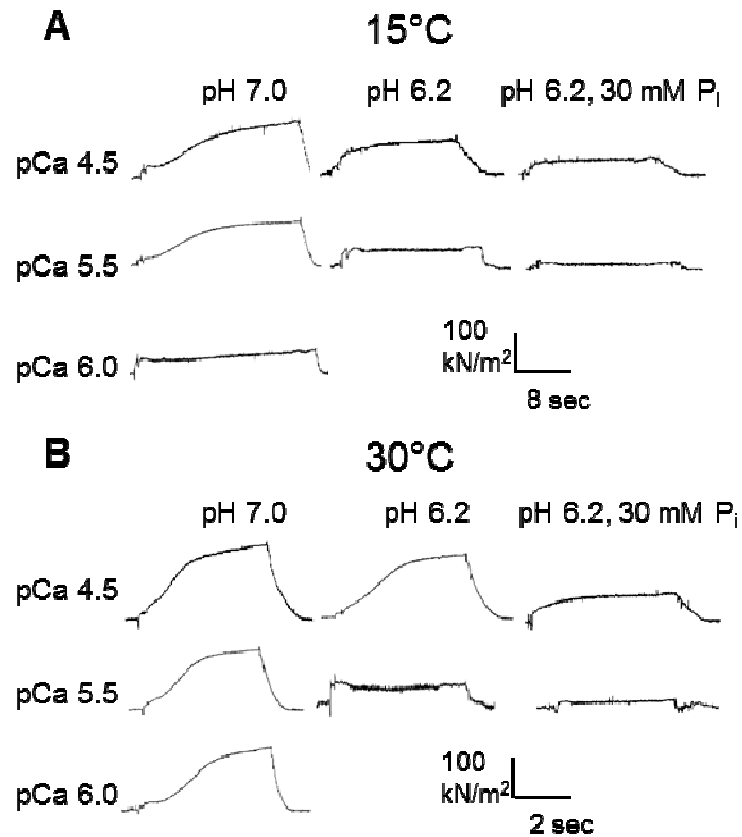 A
15°C
pH 7.0 pH 6.2 pH 6.2, 30 mM Pi
pCa 4.5
pCa 5.5
pCa 6.0
100
kN/m²
8 sec
B
30°C
pH 7.0 pH 6.2 pH 6.2, 30 mM Pi
pCa 4.5
pCa 5.5
pCa 6.0
100
kN/m²
2 sec